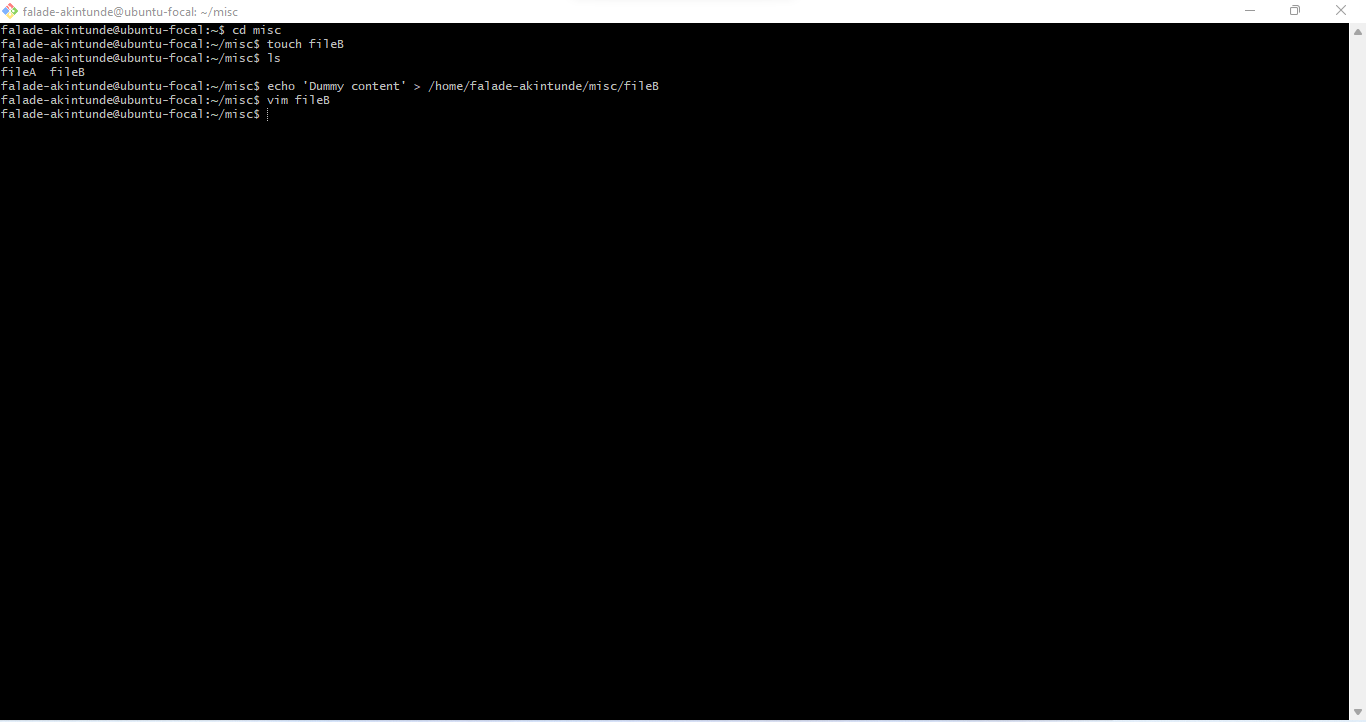 falade-akintunde@ubuntu-focal: ~/misc
falade-akintunde@ubuntu-focal:~$ cd misc
falade-akintunde@ubuntu-focal:~/misc$ touch fileB
falade-akintunde@ubuntu-focal:~/misc$ ls
fileA  fileB
falade-akintunde@ubuntu-focal:~/misc$ echo 'Dummy content' > /home/falade-akintunde/misc/fileB
falade-akintunde@ubuntu-focal:~/misc$ vim fileB
falade-akintunde@ubuntu-focal:~/misc$